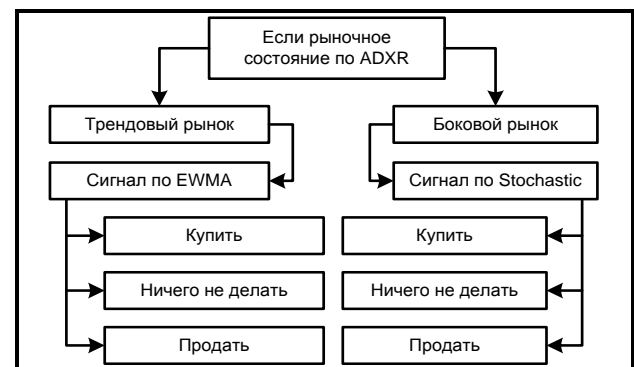 Если рыночное
состояние по ADXR
Трендовый рынок
Боковой рынок
Сигнал по EWMA
Сигнал по Stochastic
Купить
Купить
Ничего не делать
Ничего не делать
Продать
Продать